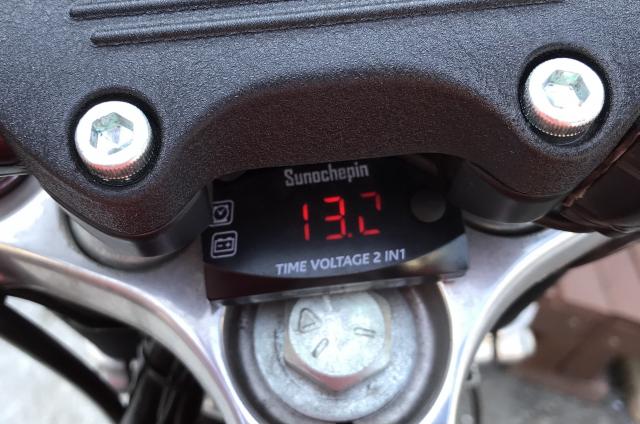 Sunochepin
13.2
TIME VOLTAGE 2 IN1